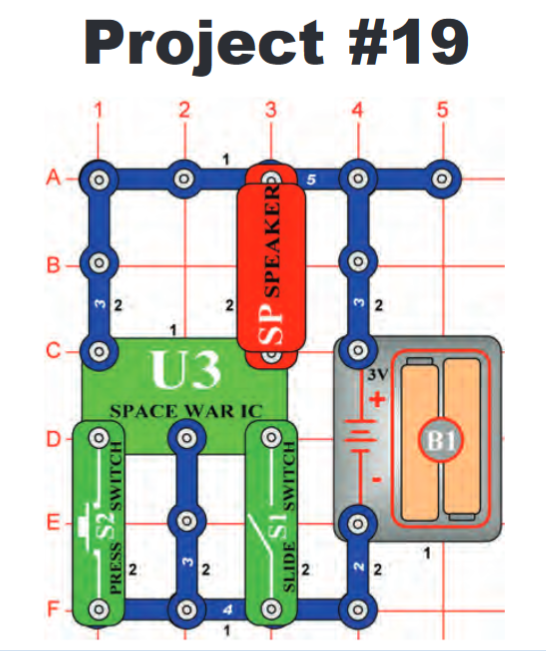 Project #19
1 2 3 4 5
A
1
5
B
3 2
2
SP SPEAKER
3 2
C
1
U3
SPACE WAR IC
3V
+
D
B1
-
S2 PRESS SWITCH
S1 SLIDE SWITCH
E
1
2
3 2
2
2 2
F
4
1